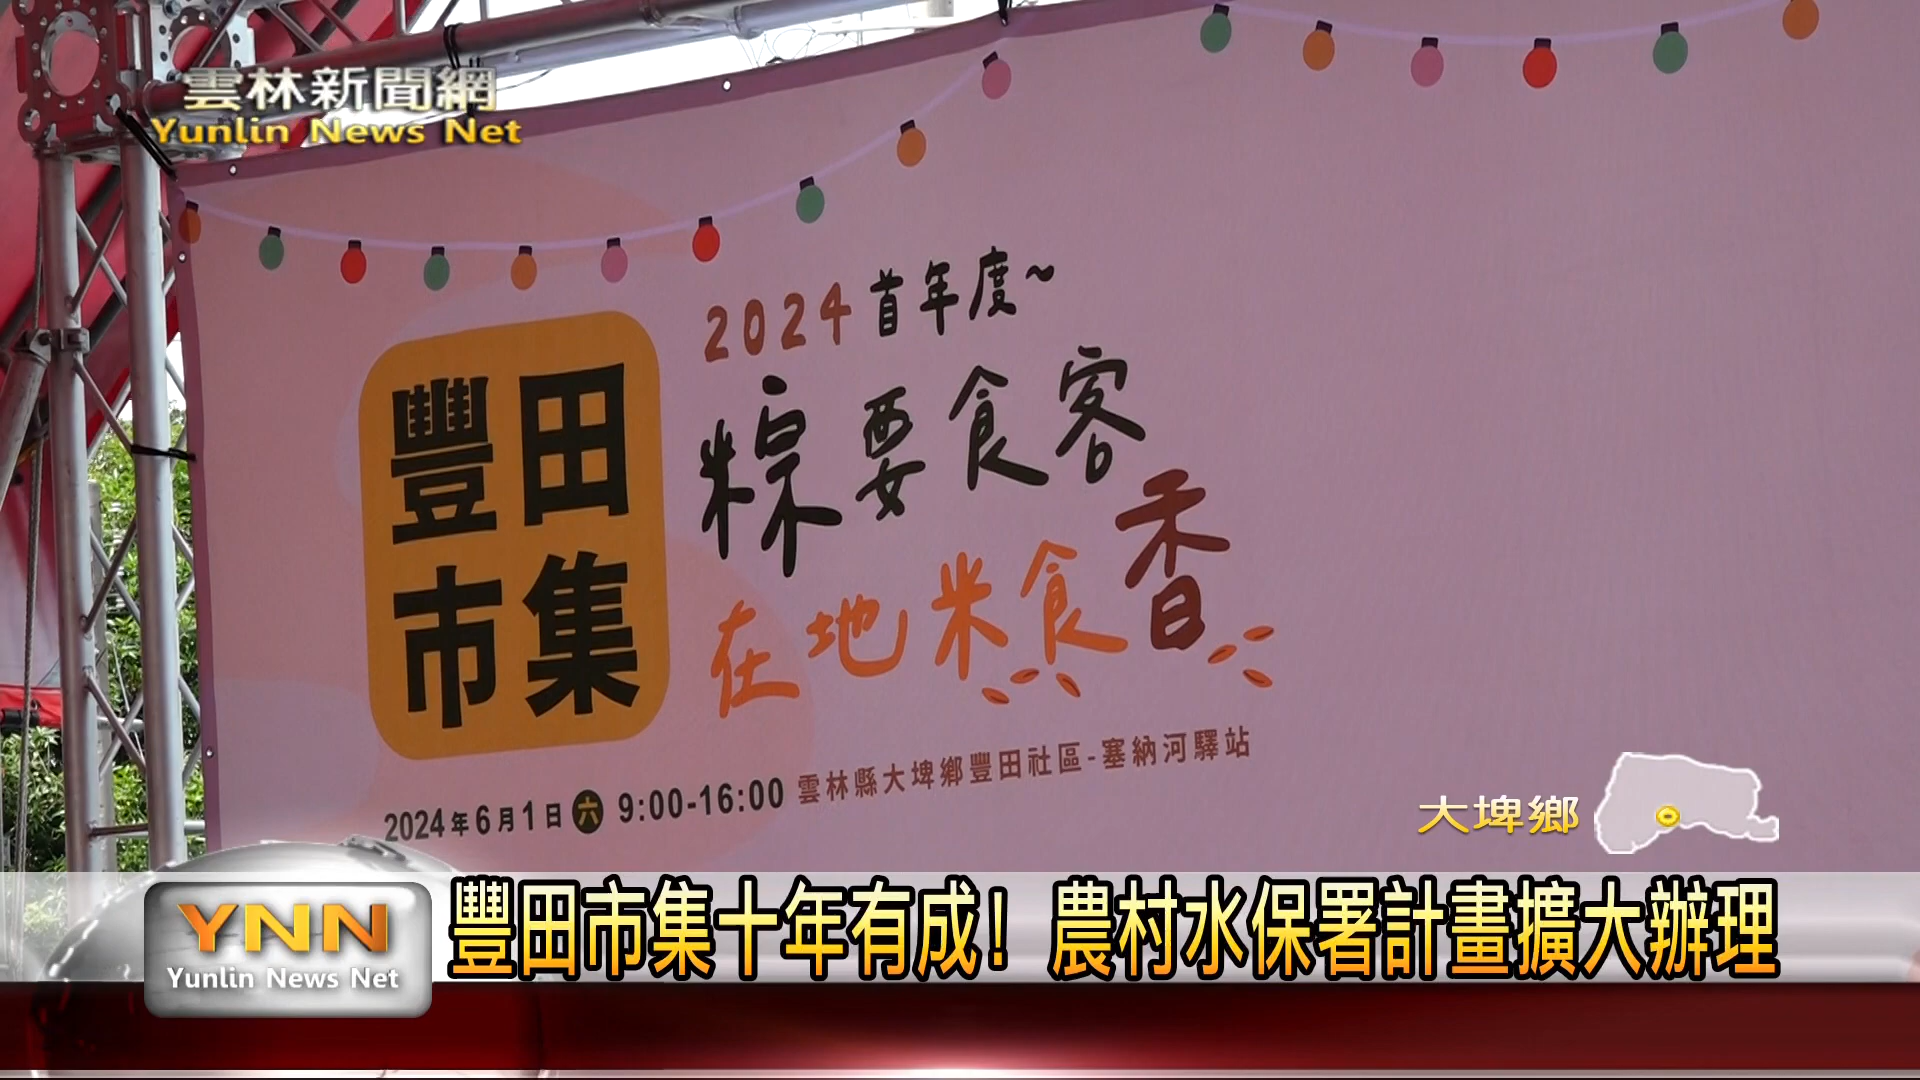 雲林新聞網
Yunlin News Net
2024首年度~
豐田
市集
粽要食客
在地米食香
2024年6月1日 六 9:00-16:00 雲林縣大埤鄉豐田社區-塞納河驛站
大埤鄉
YNN
Yunlin News Net
豐田市集十年有成! 農村水保署計畫擴大辦理